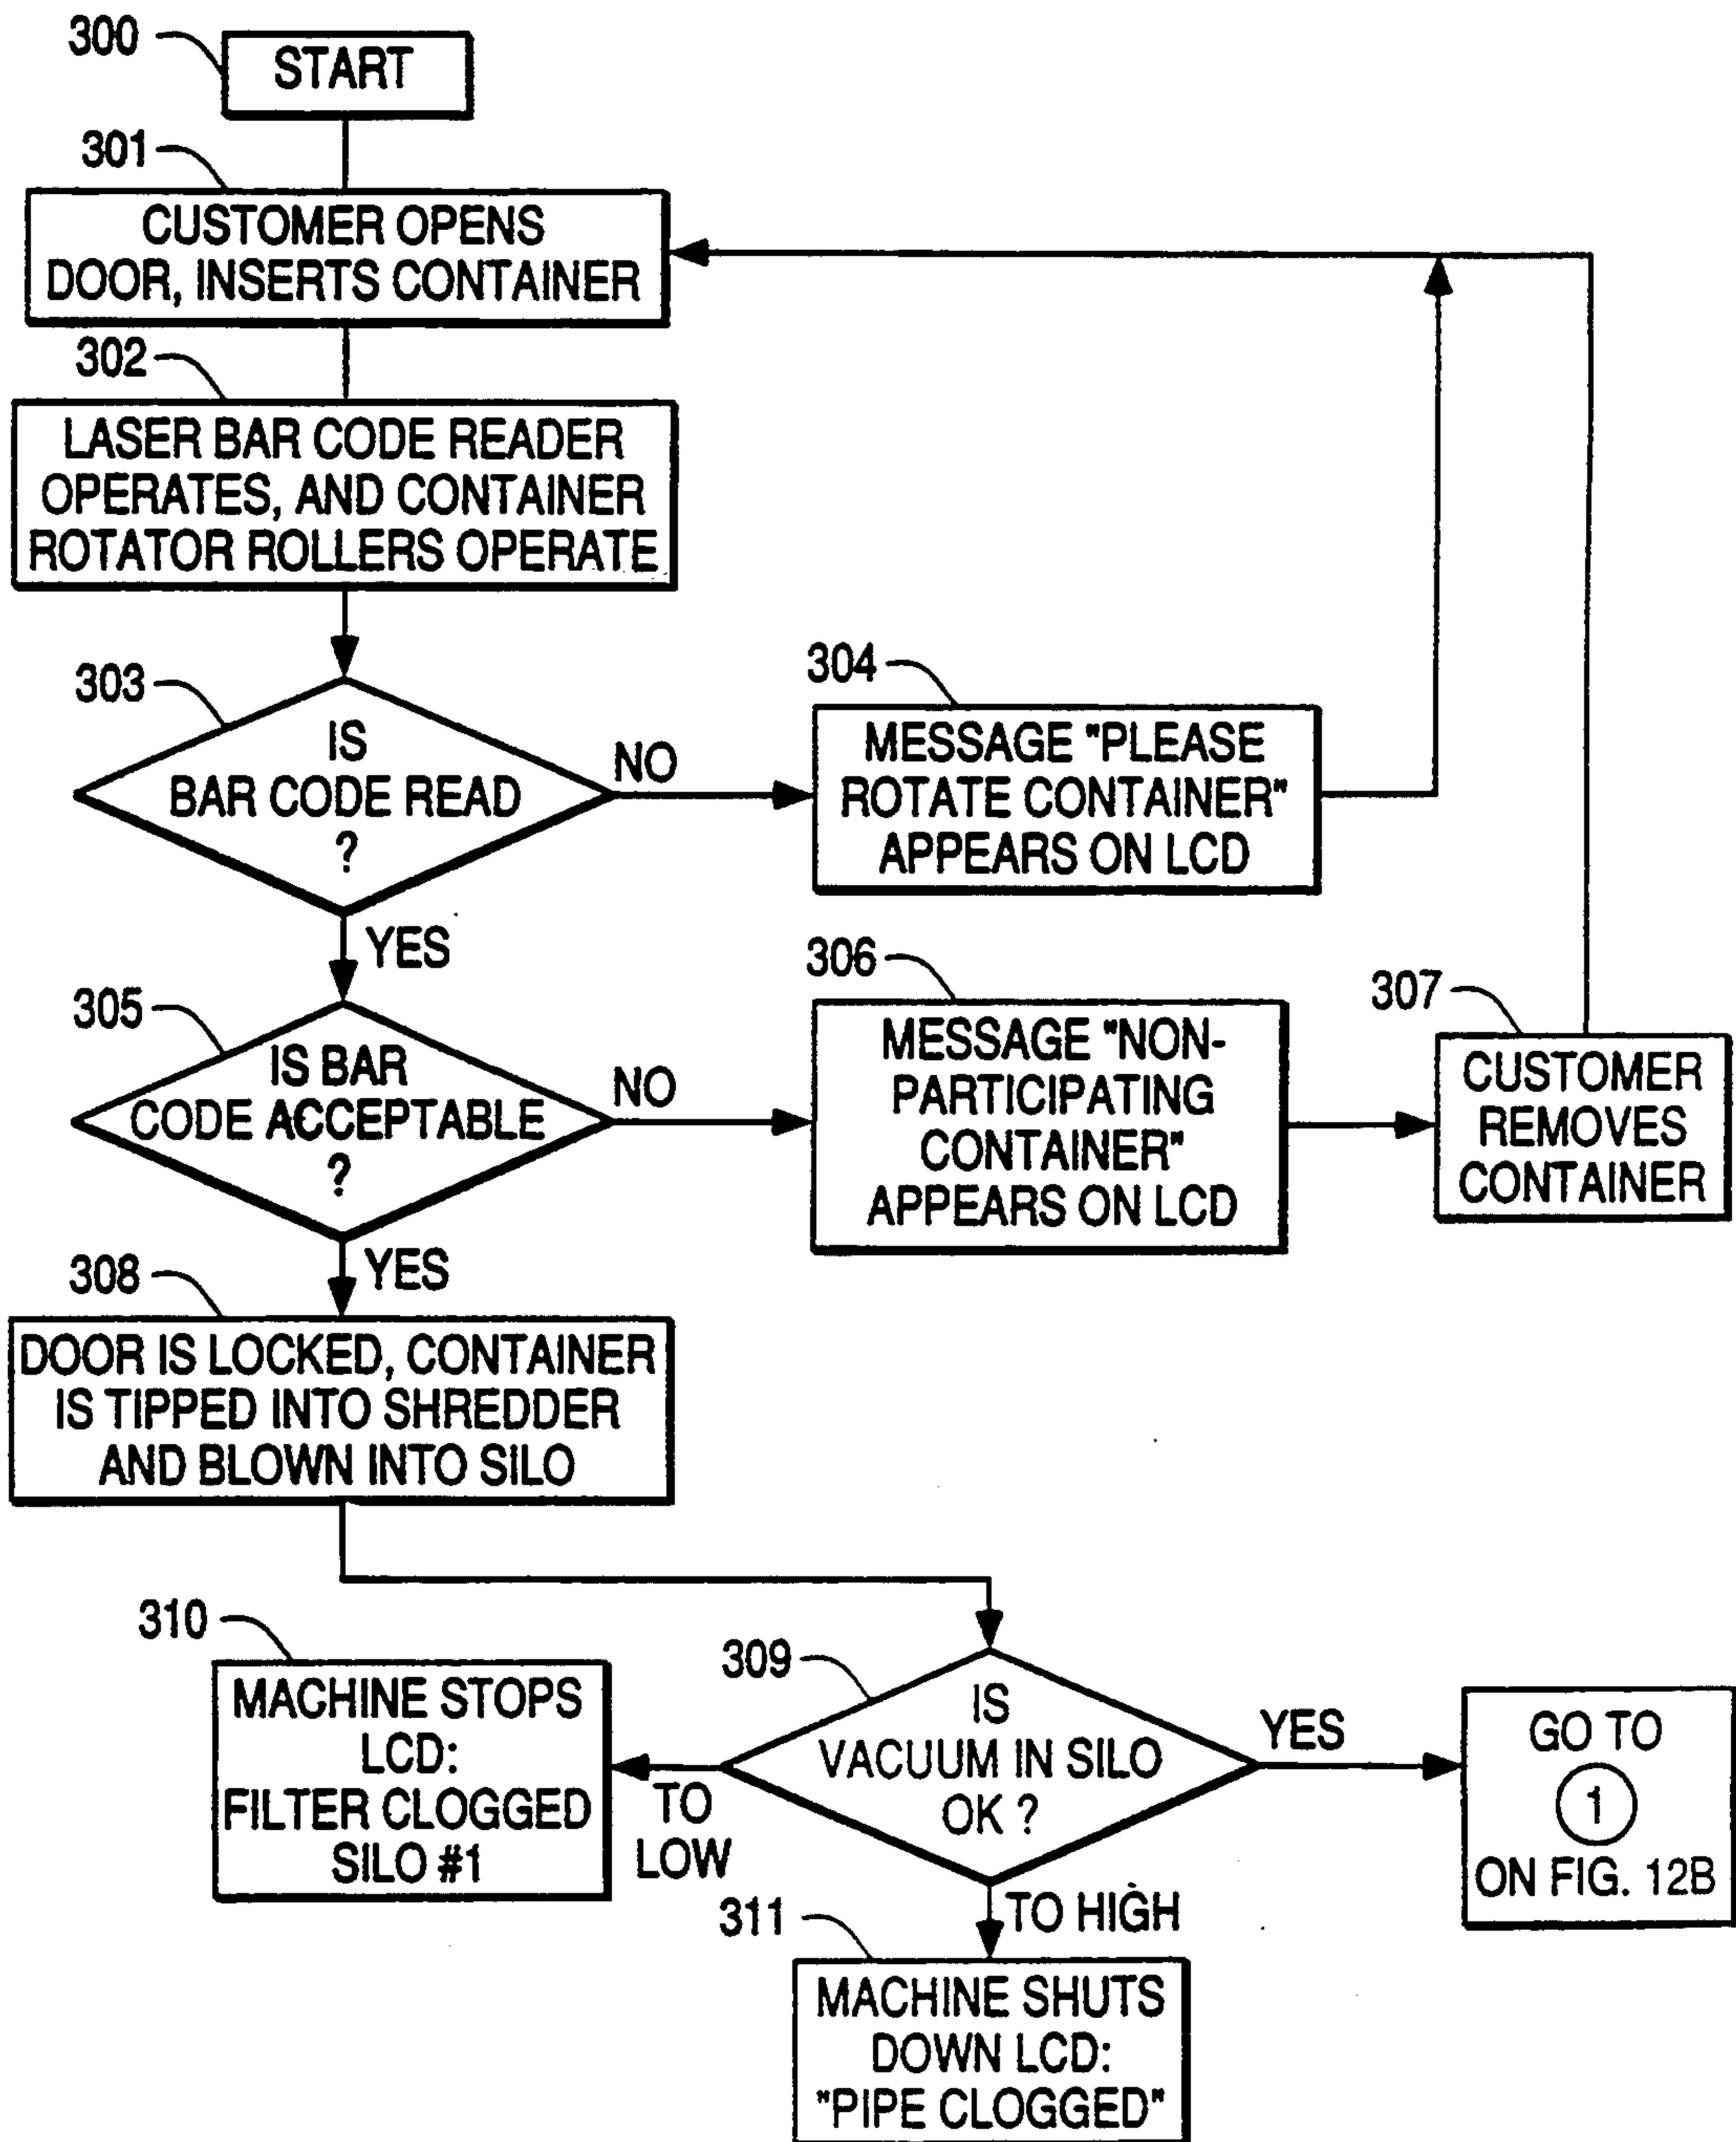 300
START
301
CUSTOMER OPENS
DOOR, INSERTS CONTAINER
302
LASER BAR CODE READER
OPERATES, AND CONTAINER
ROTATOR ROLLERS OPERATE
303
IS
BAR CODE READ
?
NO
304
MESSAGE "PLEASE
ROTATE CONTAINER"
APPEARS ON LCD
YES
305
IS BAR
CODE ACCEPTABLE
?
NO
306
MESSAGE "NON-
PARTICIPATING
CONTAINER"
APPEARS ON LCD
307
CUSTOMER
REMOVES
CONTAINER
YES
308
DOOR IS LOCKED, CONTAINER
IS TIPPED INTO SHREDDER
AND BLOWN INTO SILO
309
IS
VACUUM IN SILO
OK ?
TO
LOW
310
MACHINE STOPS
LCD:
FILTER CLOGGED
SILO #1
YES
GO TO
1
ON FIG. 12B
TO HIGH
311
MACHINE SHUTS
DOWN LCD:
"PIPE CLOGGED"